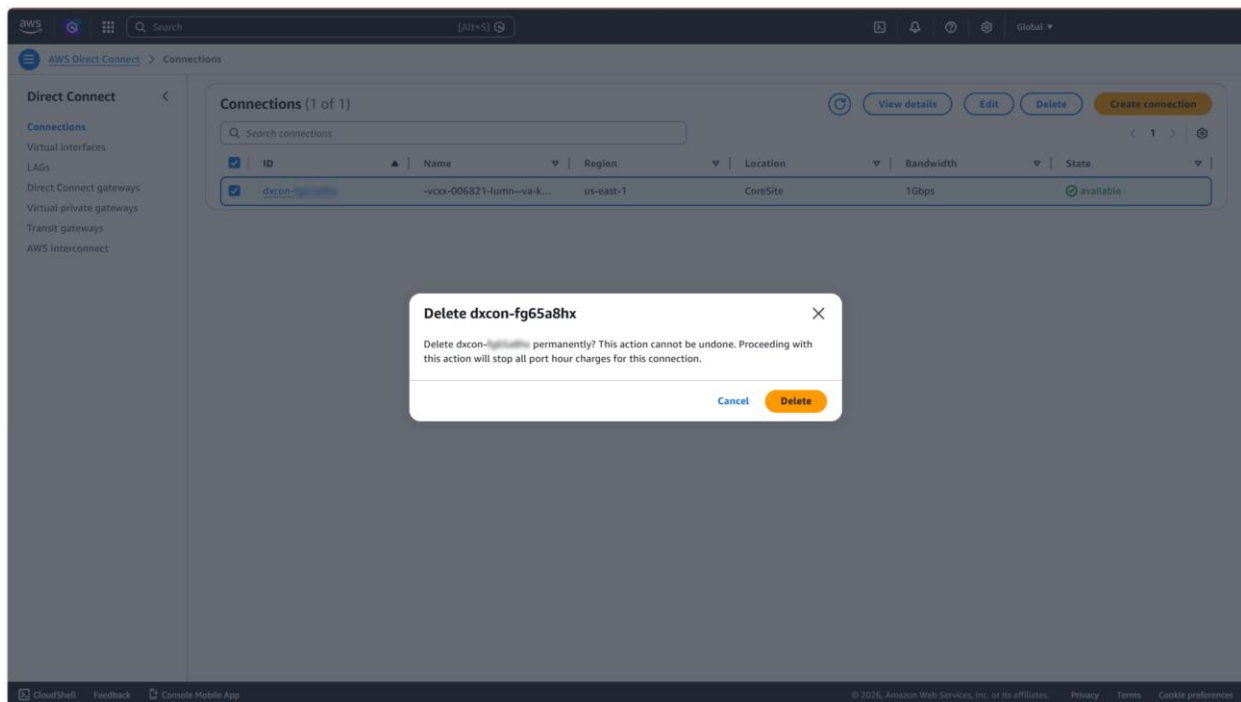 aws
Search [Alt+S] Global
AWS Direct Connect > Connections
Direct Connect
Connections
Virtual interfaces
LAGs
Direct Connect gateways
Virtual private gateways
Transit gateways
AWS Interconnect
Connections (1 of 1)
View details Edit Delete Create connection
Search connections
1
ID Name Region Location Bandwidth State
dxcon- -vcxx-006821-lumn--va-k... us-east-1 CoreSite 1Gbps available
Delete dxcon-fg65a8hx
Delete dxcon- permanently? This action cannot be undone. Proceeding with
this action will stop all port hour charges for this connection.
Cancel Delete
CloudShell Feedback Console Mobile App © 2026, Amazon Web Services, Inc. or its affiliates. Privacy Terms Cookie preferences